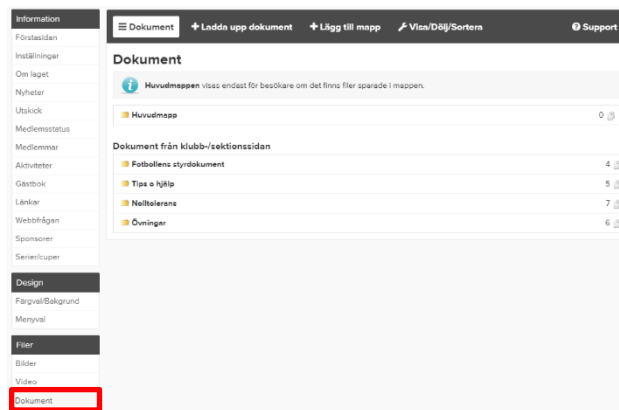 Information
Förstasidan
Inställningar
Om laget
Nyheter
Utskick
Medlemsstatus
Medlemmar
Aktiviteter
Gästbok
Länkar
Webbfrågan
Sponsorer
Serier/cuper
Design
Färgval/Bakgrund
Menyval
Filer
Bilder
Video
Dokument
Dokument Ladda upp dokument Lägg till mapp Visa/Dölj/Sortera Support
Dokument
Huvudmappen visas endast för besökare om det finns filer sparade i mappen.
Huvudmapp 0
Dokument från klubb-/sektionssidan
Fotbollens styrdokument 4
Tips o hjälp 5
Nolltolerans 7
Övningar 6